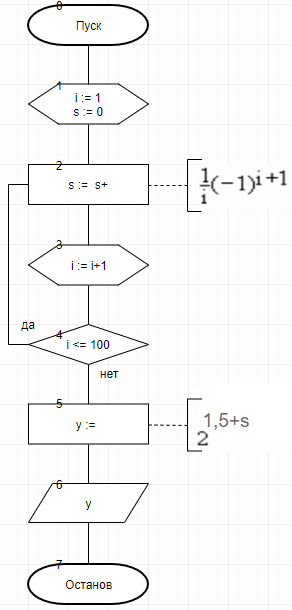 0
Пуск
1
i := 1
s := 0
2
s := s+
1/i(−1)^i+1
3
i := i+1
да
4
i <= 100
нет
5
y :=
2^1,5+s
6
y
7
Останов